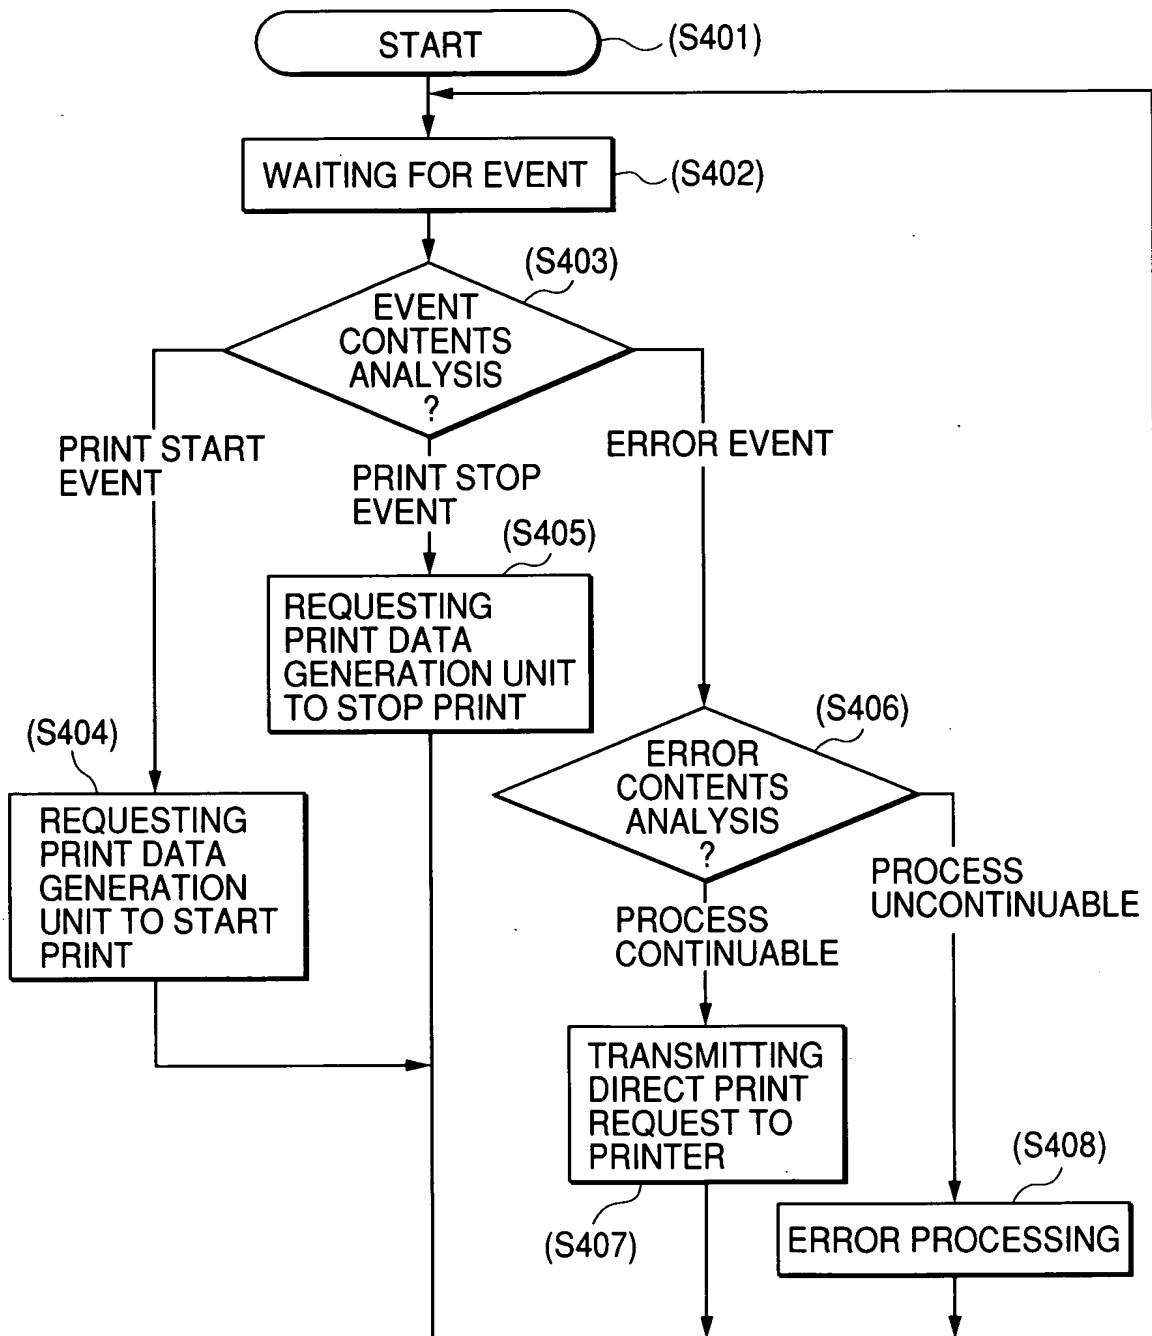 START
(S401)
WAITING FOR EVENT
(S402)
(S403)
EVENT
CONTENTS
ANALYSIS
?
PRINT START
EVENT
PRINT STOP
EVENT
ERROR EVENT
(S405)
REQUESTING
PRINT DATA
GENERATION UNIT
TO STOP PRINT
(S404)
REQUESTING
PRINT DATA
GENERATION
UNIT TO START
PRINT
(S406)
ERROR
CONTENTS
ANALYSIS
?
PROCESS
CONTINUABLE
PROCESS
UNCONTINUABLE
TRANSMITTING
DIRECT PRINT
REQUEST TO
PRINTER
(S407)
(S408)
ERROR PROCESSING